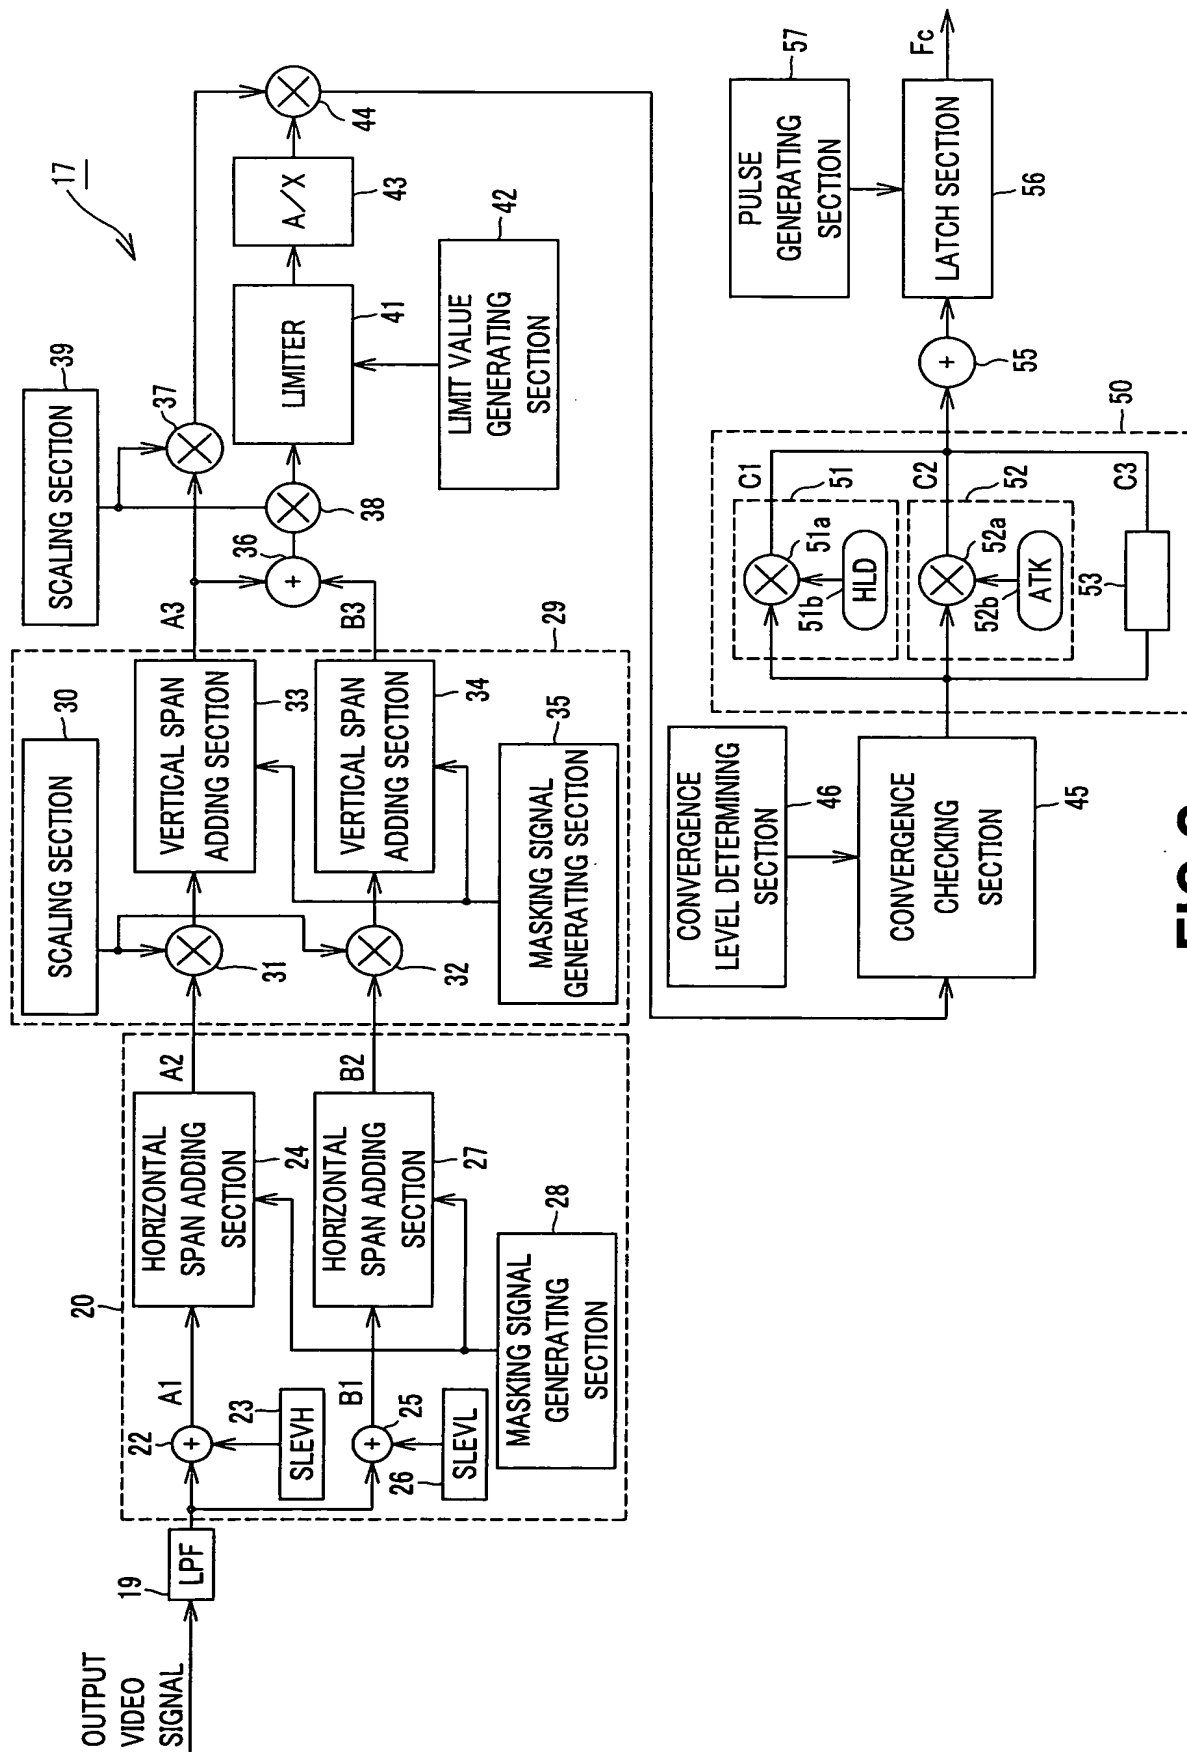 17
OUTPUT
VIDEO
SIGNAL
19
LPF
20
22
A1
23
SLEVH
HORIZONTAL
SPAN ADDING
SECTION
24
A2
B1
25
26
SLEVL
HORIZONTAL
SPAN ADDING
SECTION
27
B2
MASKING SIGNAL
GENERATING
SECTION
28
29
SCALING SECTION
30
31
32
VERTICAL SPAN
ADDING SECTION
33
A3
VERTICAL SPAN
ADDING SECTION
34
B3
MASKING SIGNAL
GENERATING SECTION
35
SCALING SECTION
39
36
37
38
LIMITER
41
LIMIT VALUE
GENERATING
SECTION
42
A/X
43
44
CONVERGENCE
LEVEL DETERMINING
SECTION
46
CONVERGENCE
CHECKING
SECTION
45
50
C1
51
51a
51b
HLD
C2
52
52a
52b
ATK
C3
53
55
PULSE
GENERATING
SECTION
57
LATCH SECTION
56
Fc